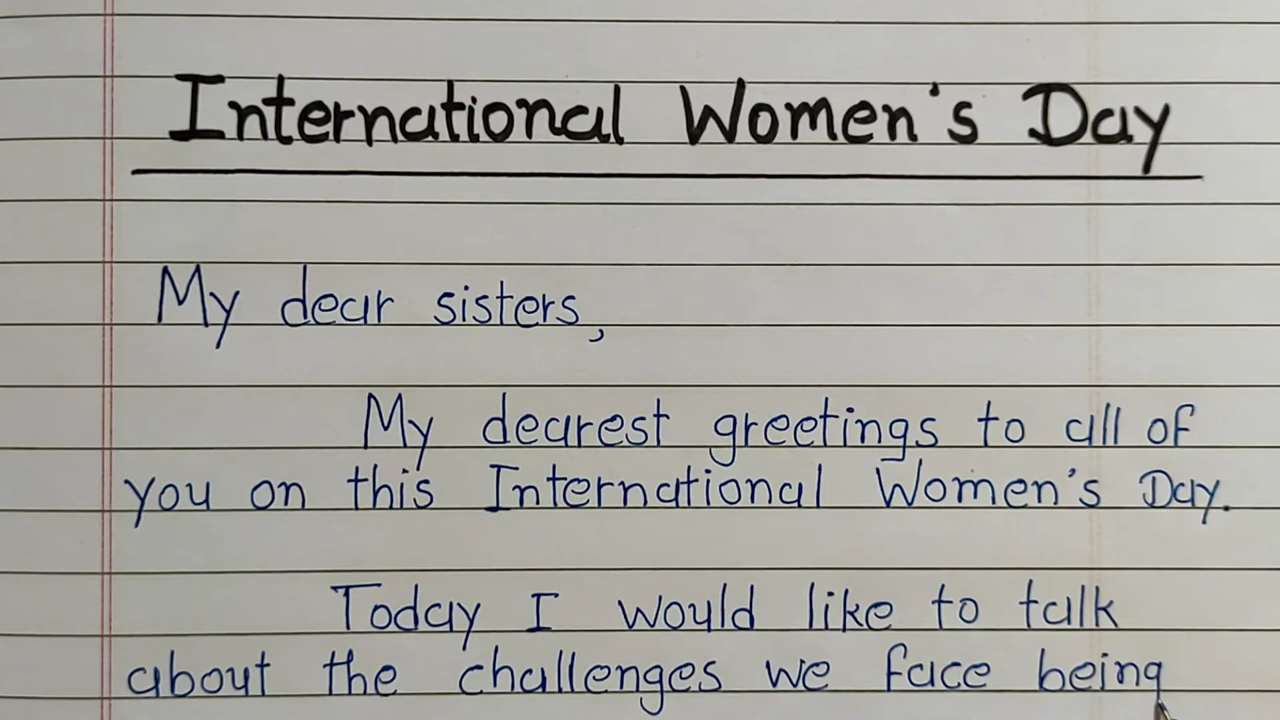 International Women's Day
My dear sisters,
My dearest greetings to all of
you on this International Women's Day.
Today I would like to talk
about the challenges we face being